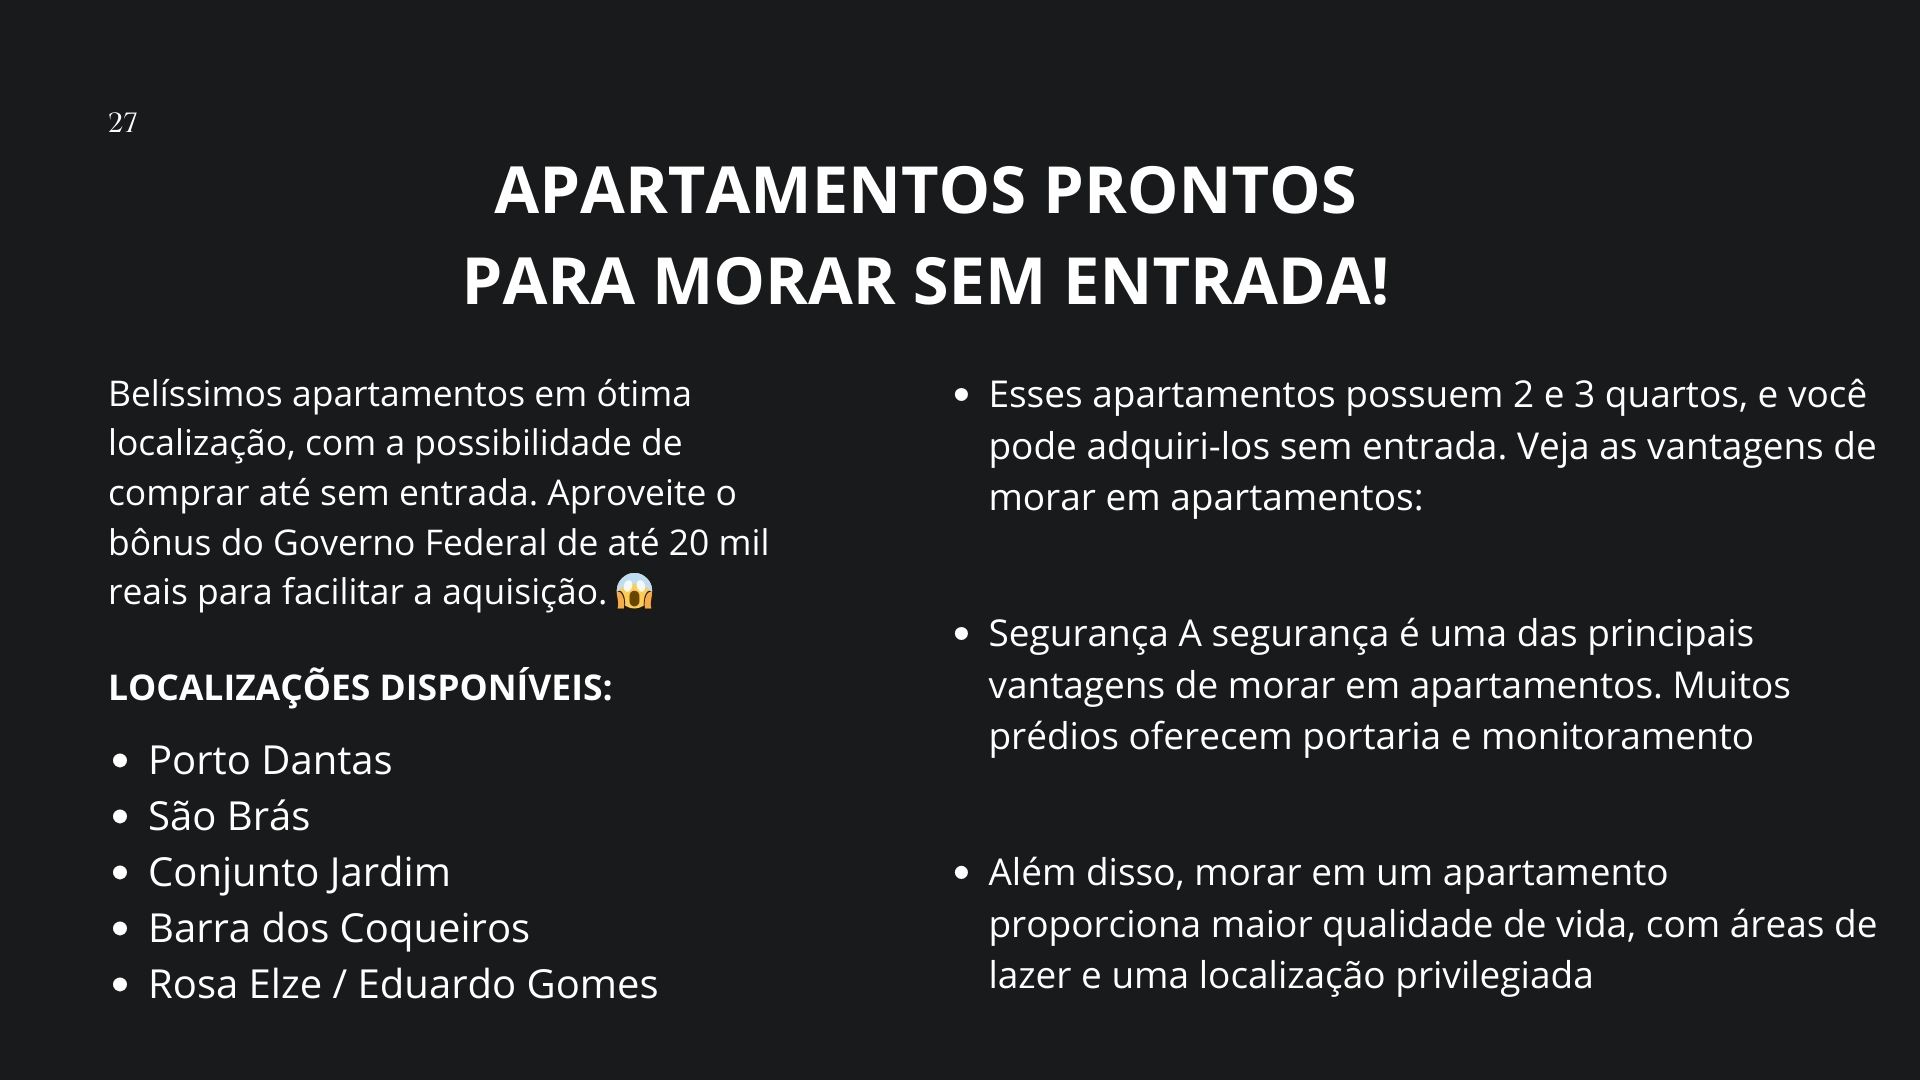 27
APARTAMENTOS PRONTOS
PARA MORAR SEM ENTRADA!
Belíssimos apartamentos em ótima
localização, com a possibilidade de
comprar até sem entrada. Aproveite o
bônus do Governo Federal de até 20 mil
reais para facilitar a aquisição. 😱
LOCALIZAÇÕES DISPONÍVEIS:
• Porto Dantas
• São Brás
• Conjunto Jardim
• Barra dos Coqueiros
• Rosa Elze / Eduardo Gomes
• Esses apartamentos possuem 2 e 3 quartos, e você
pode adquiri-los sem entrada. Veja as vantagens de
morar em apartamentos:
• Segurança A segurança é uma das principais
vantagens de morar em apartamentos. Muitos
prédios oferecem portaria e monitoramento
• Além disso, morar em um apartamento
proporciona maior qualidade de vida, com áreas de
lazer e uma localização privilegiada